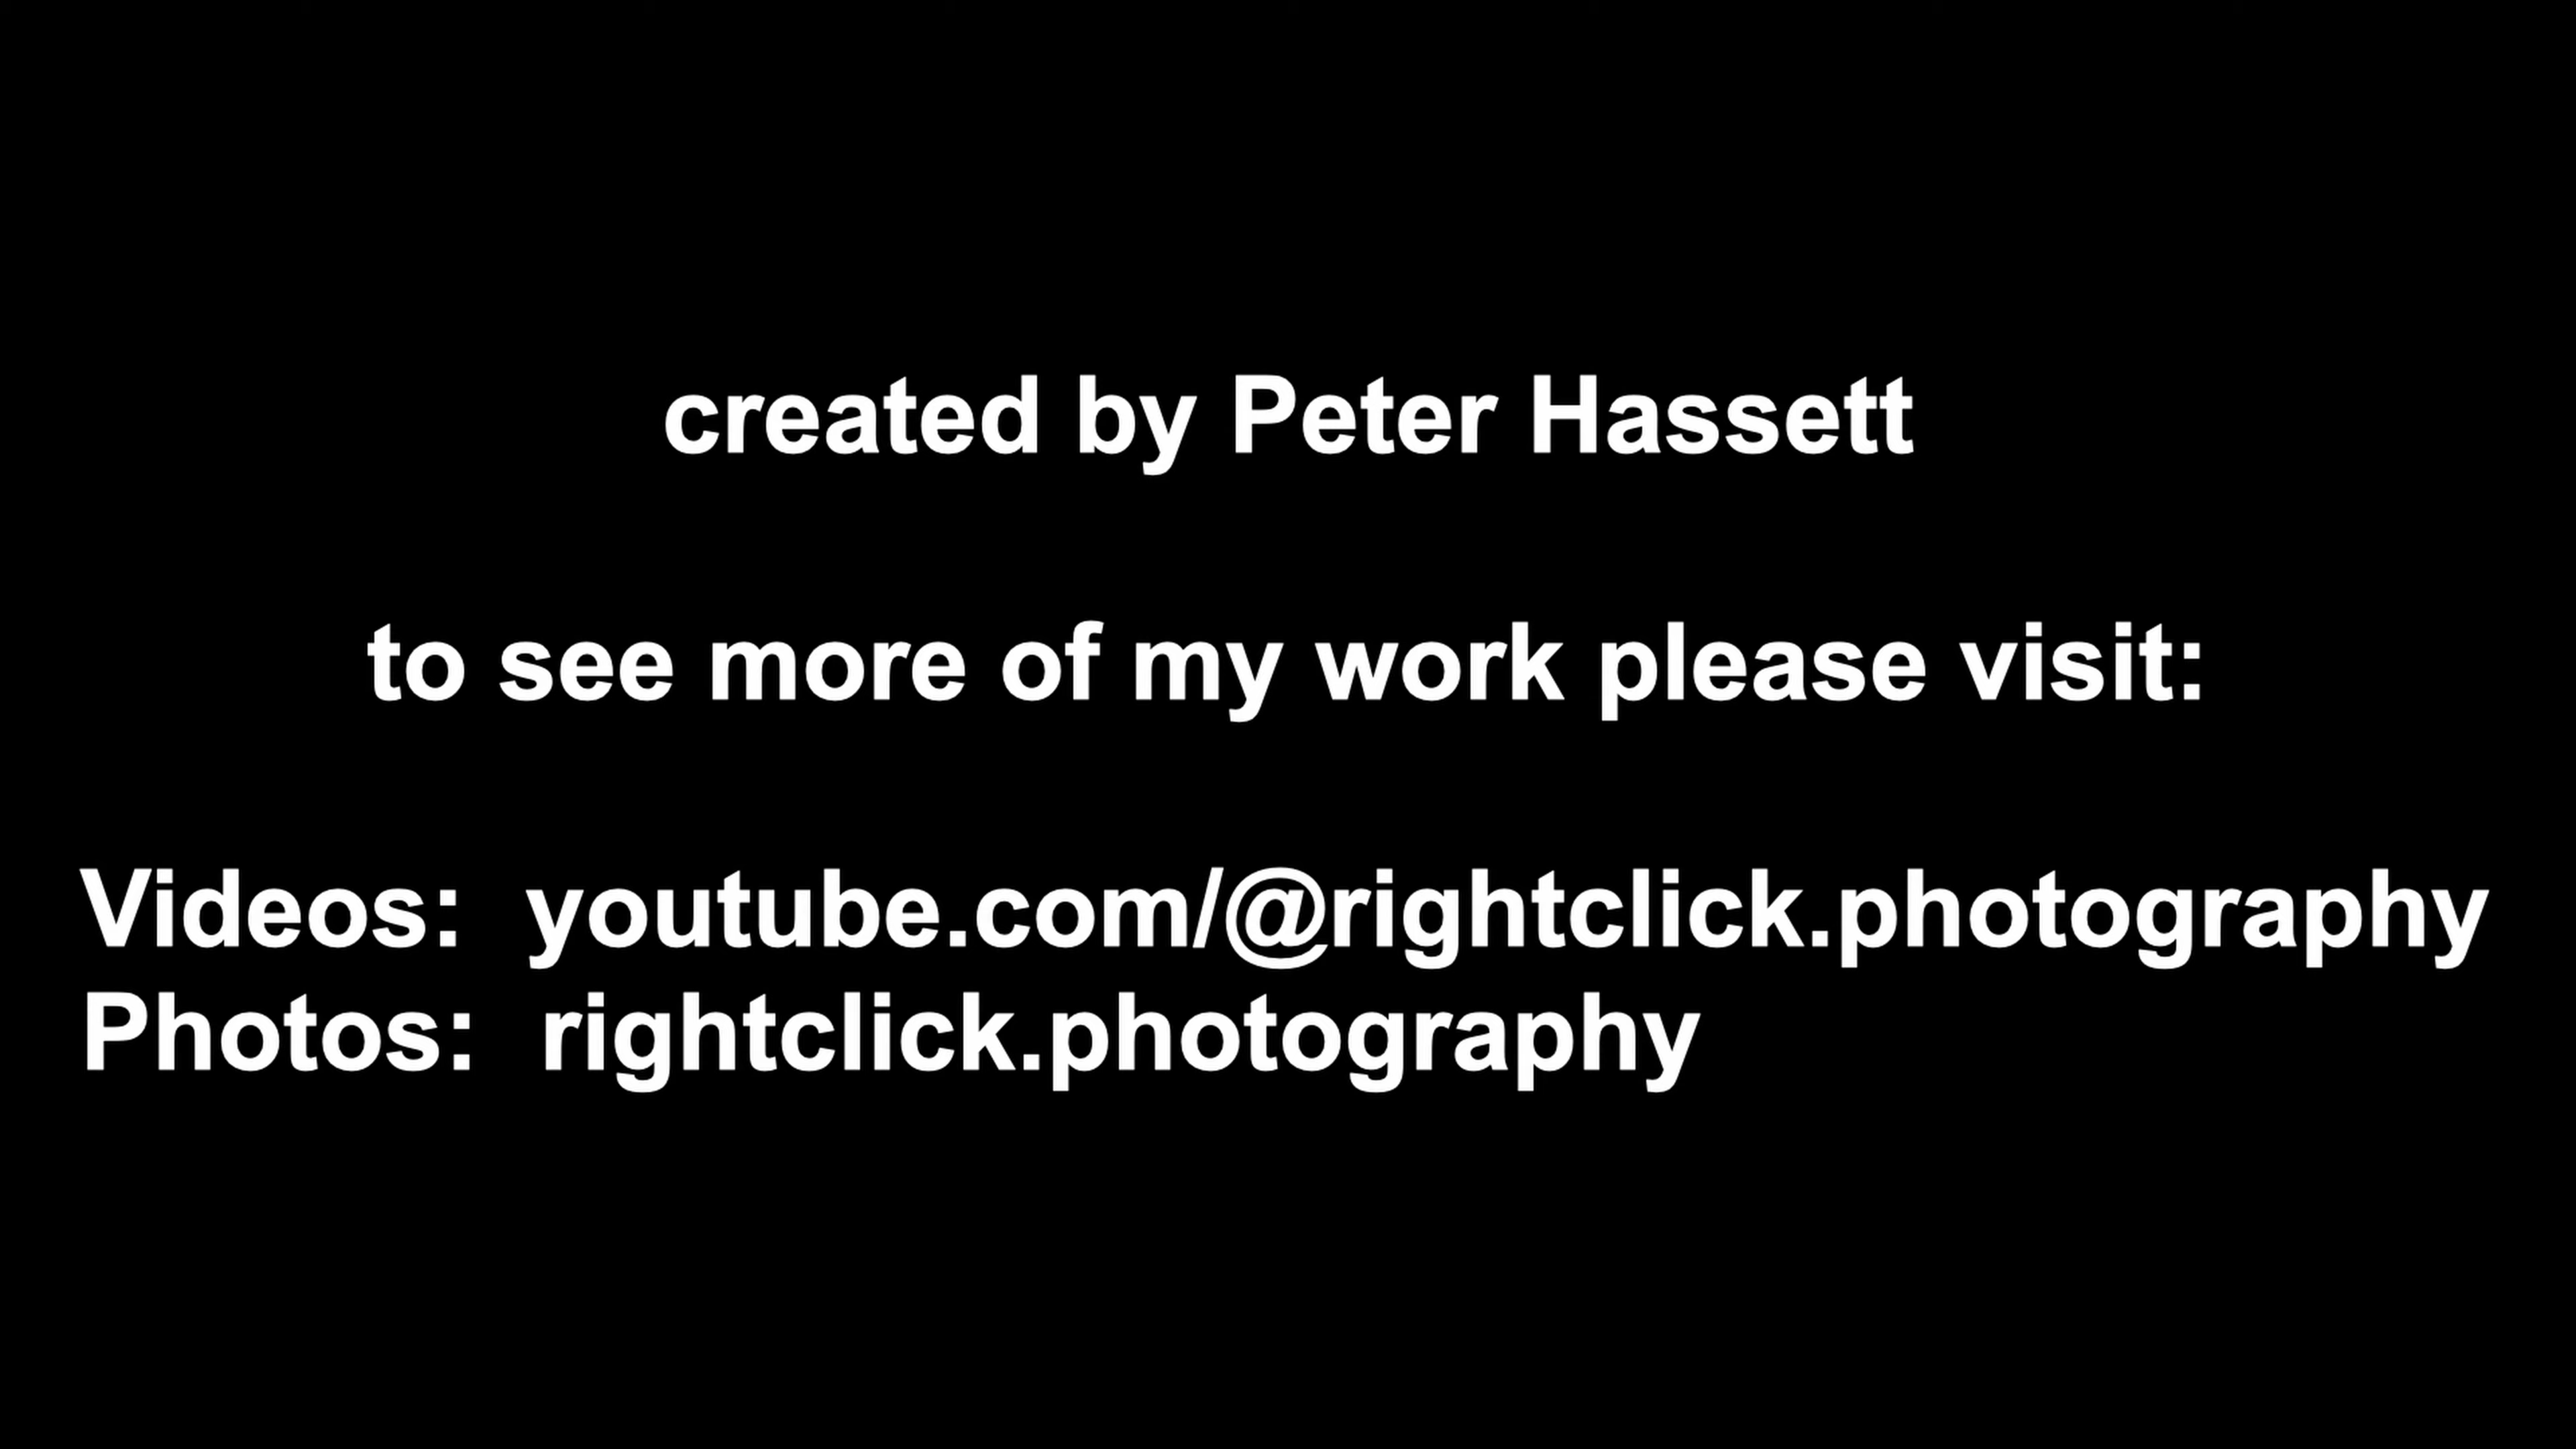 created by Peter Hassett
to see more of my work please visit:
Videos:  youtube.com/@rightclick.photography
Photos:  rightclick.photography